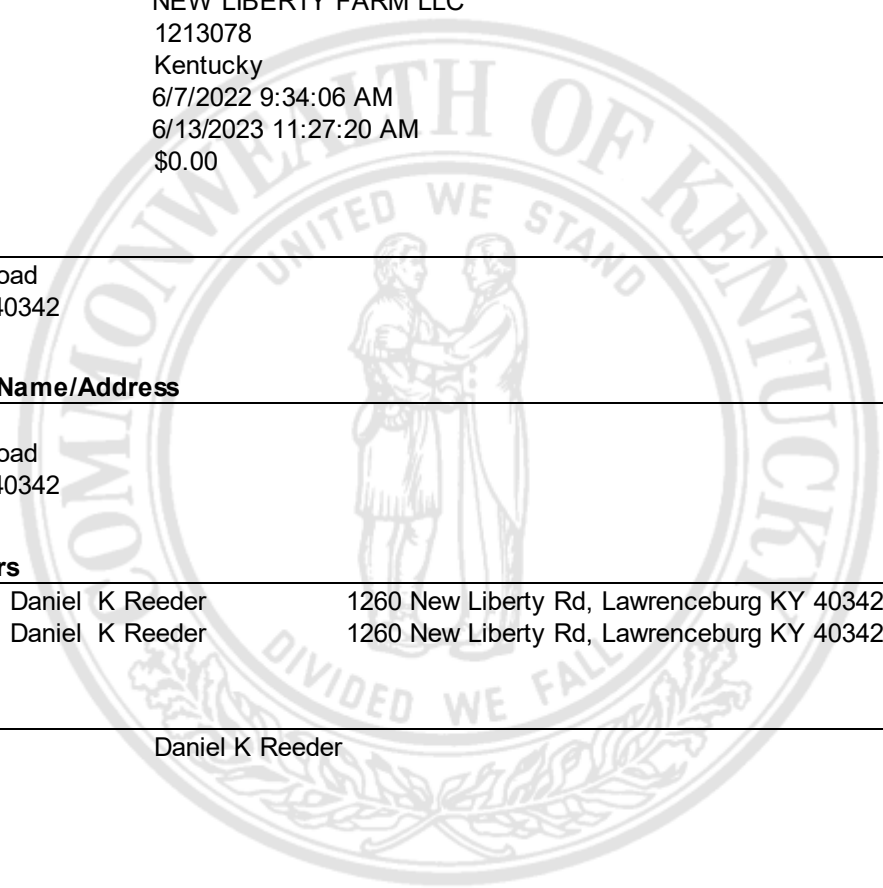 NEW LIBERTY FARM LLC
1213078
Kentucky
6/7/2022 9:34:06 AM
6/13/2023 11:27:20 AM
$0.00
oad
40342
Name/Address
oad
40342
rs
Daniel K Reeder 1260 New Liberty Rd, Lawrenceburg KY 40342
Daniel K Reeder 1260 New Liberty Rd, Lawrenceburg KY 40342
Daniel K Reeder
COMMONWEALTH OF KENTUCKY
UNITED WE STAND
DIVIDED WE FALL